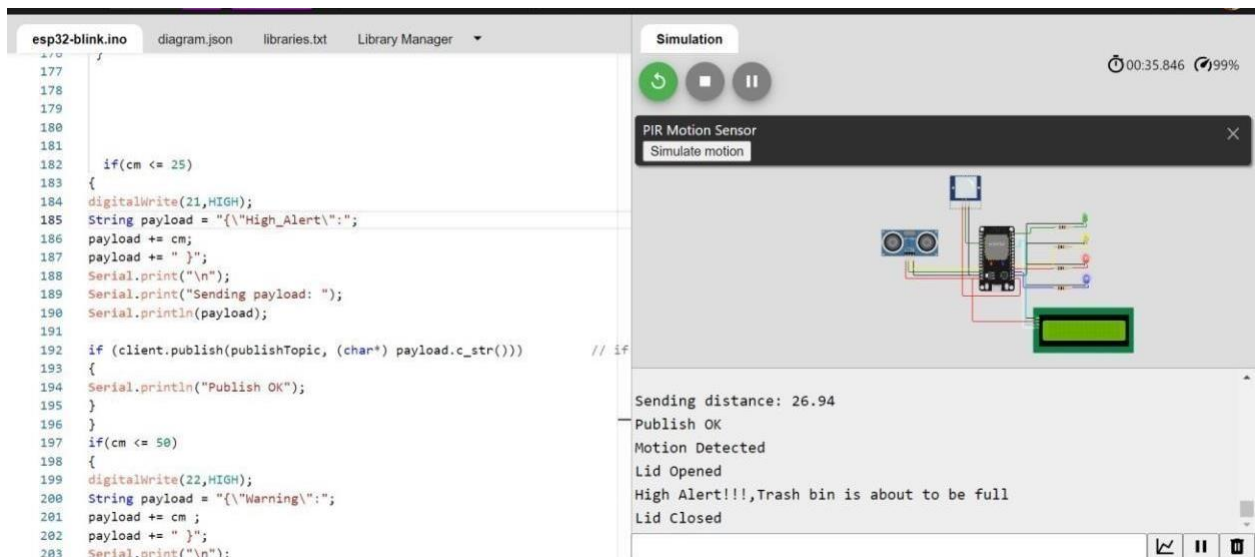 esp32-blink.ino diagram.json libraries.txt Library Manager
176 }
177
178
179
180
181
182 if(cm <= 25)
183 {
184 digitalWrite(21,HIGH);
185 String payload = "{\"High_Alert\":";
186 payload += cm;
187 payload += " }";
188 Serial.print("\n");
189 Serial.print("Sending payload: ");
190 Serial.println(payload);
191
192 if (client.publish(publishTopic, (char*) payload.c_str())) // if
193 {
194 Serial.println("Publish OK");
195 }
196 }
197 if(cm <= 50)
198 {
199 digitalWrite(22,HIGH);
200 String payload = "{\"Warning\":";
201 payload += cm ;
202 payload += " }";
203 Serial.print("\n");
Simulation
00:35.846 99%
PIR Motion Sensor
Simulate motion
Sending distance: 26.94
Publish OK
Motion Detected
Lid Opened
High Alert!!!,Trash bin is about to be full
Lid Closed